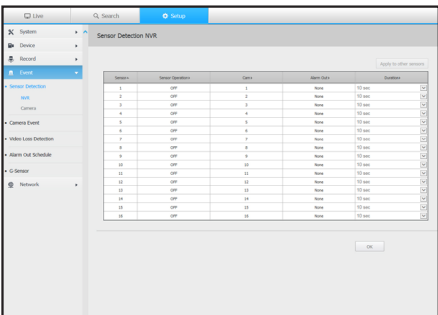 Live
Search
Setup
System
Device
Record
Event
Sensor Detection
NVR
Camera
Camera Event
Video Loss Detection
Alarm Out Schedule
G-Sensor
Network
Sensor Detection NVR
Apply to other sensors
Sensor Sensor Operation Cam Alarm Out Duration
1 OFF 1 None 10 sec
2 OFF 2 None 10 sec
3 OFF 3 None 10 sec
4 OFF 4 None 10 sec
5 OFF 5 None 10 sec
6 OFF 6 None 10 sec
7 OFF 7 None 10 sec
8 OFF 8 None 10 sec
9 OFF 9 None 10 sec
10 OFF 10 None 10 sec
11 OFF 11 None 10 sec
12 OFF 12 None 10 sec
13 OFF 13 None 10 sec
14 OFF 14 None 10 sec
15 OFF 15 None 10 sec
16 OFF 16 None 10 sec
OK